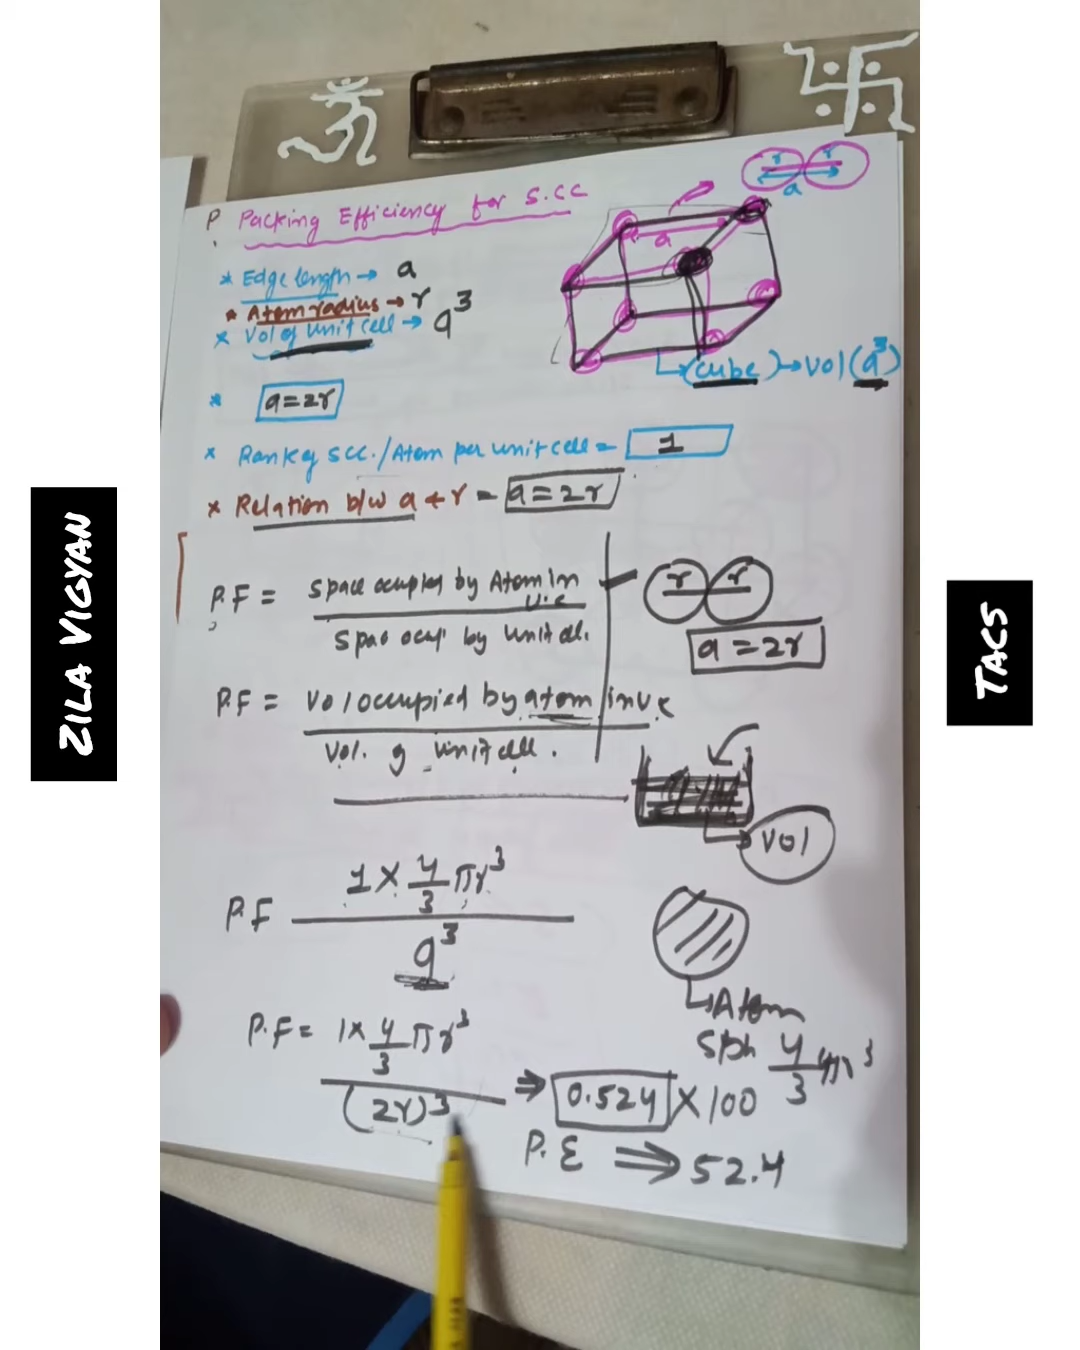 ॐ
ZILA VIGYAN
TACS
P. Packing Efficiency for S.CC
r r
a
* Edge length → a
* Atom radius → r
* Vol of unit cell → a³
a
(cube) → vol (a³)
* a=2r
* Rank of SCC. / Atom per unit cell = 1
* Relation b/w a & r = a=2r
P.F = Space occupied by Atom in u.c
Spac occup by unit cell.
r r
a = 2r
P.F = Vol occupied by atom in u.c
Vol. of unit cell.
Vol
P.F 1 × 4/3 πr³
a³
Atom
Sph 4/3 πr³
P.F = 1 × 4/3 πr³
(2r)³
⇒ 0.524 × 100
P.E ⇒ 52.4